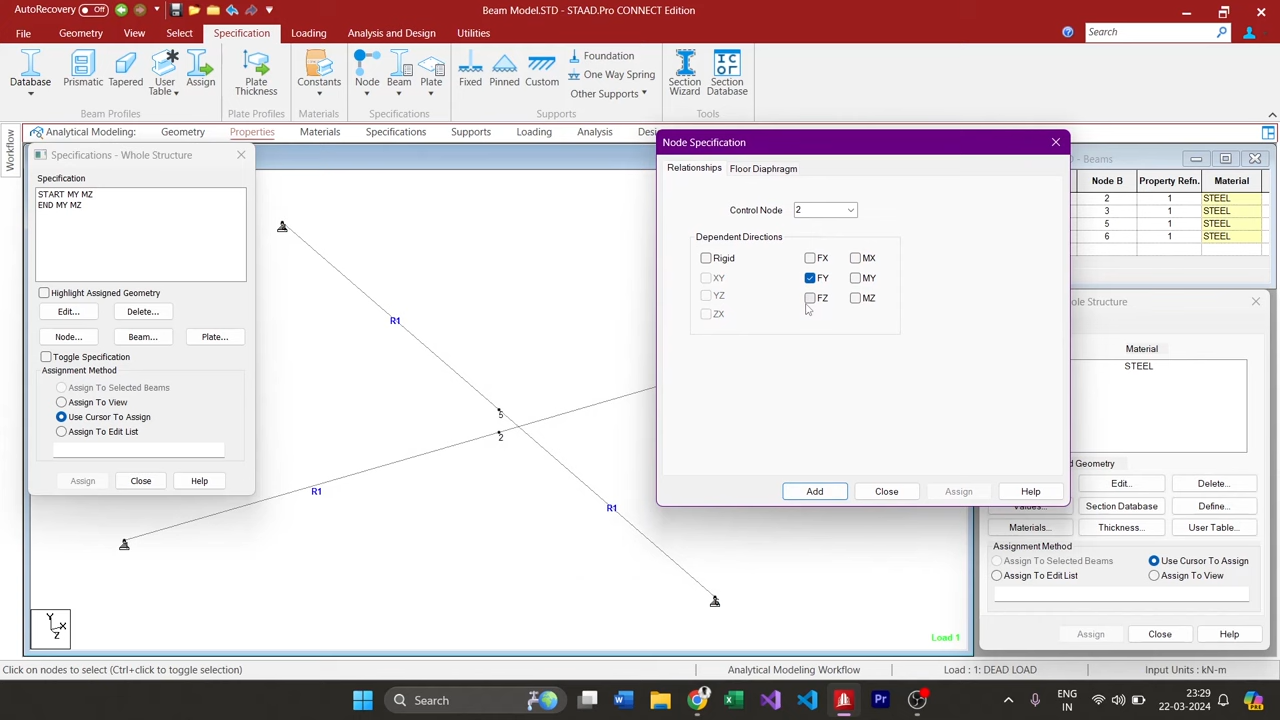 AutoRecovery Off
Beam Model.STD - STAAD.Pro CONNECT Edition
File Geometry View Select Specification Loading Analysis and Design Utilities
Search
Database Prismatic Tapered User Table Assign Plate Thickness Constants Node Beam Plate Fixed Pinned Custom Foundation Section Wizard Section Database
One Way Spring
Other Supports
Beam Profiles Plate Profiles Materials Specifications Supports Tools
Workflow
Analytical Modeling: Geometry Properties Materials Specifications Supports Loading Analysis Des
Specifications - Whole Structure
Specification
START MY MZ
END MY MZ
Highlight Assigned Geometry
Edit... Delete...
Node... Beam... Plate...
Toggle Specification
Assignment Method
Assign To Selected Beams
Assign To View
Use Cursor To Assign
Assign To Edit List
Assign Close Help
R1
5
2
R1
R1
Y
X
Z
Load 1
Node Specification
Relationships Floor Diaphragm
Control Node 2
Dependent Directions
Rigid FX MX
XY FY MY
YZ FZ MZ
ZX
Add Close Assign Help
- Beams
Node B Property Refn. Material
2 1 STEEL
3 1 STEEL
5 1 STEEL
6 1 STEEL
hole Structure
Material
STEEL
d Geometry Edit... Delete...
Values... Section Database Define...
Materials... Thickness... User Table...
Assignment Method
Assign To Selected Beams Use Cursor To Assign
Assign To Edit List Assign To View
Assign Close Help
Click on nodes to select (Ctrl+click to toggle selection)
Analytical Modeling Workflow
Load : 1: DEAD LOAD
Input Units : kN-m
Search
ENG
IN
23:29
22-03-2024